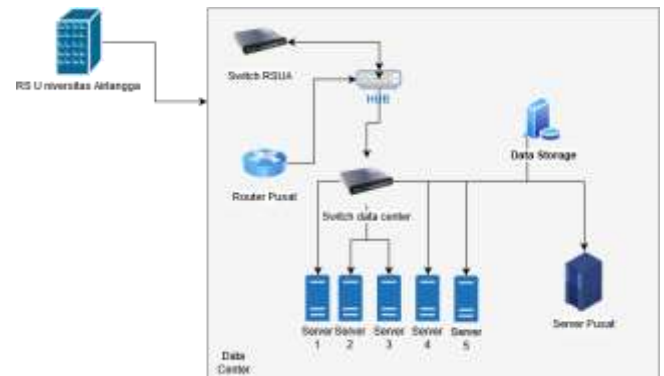 RS Universitas Airlangga
Switch RSUA
HUB
Data Storage
Router Pusat
Switch data center
Server 1
Server 2
Server 3
Server 4
Server 5
Server Pusat
Data
Center